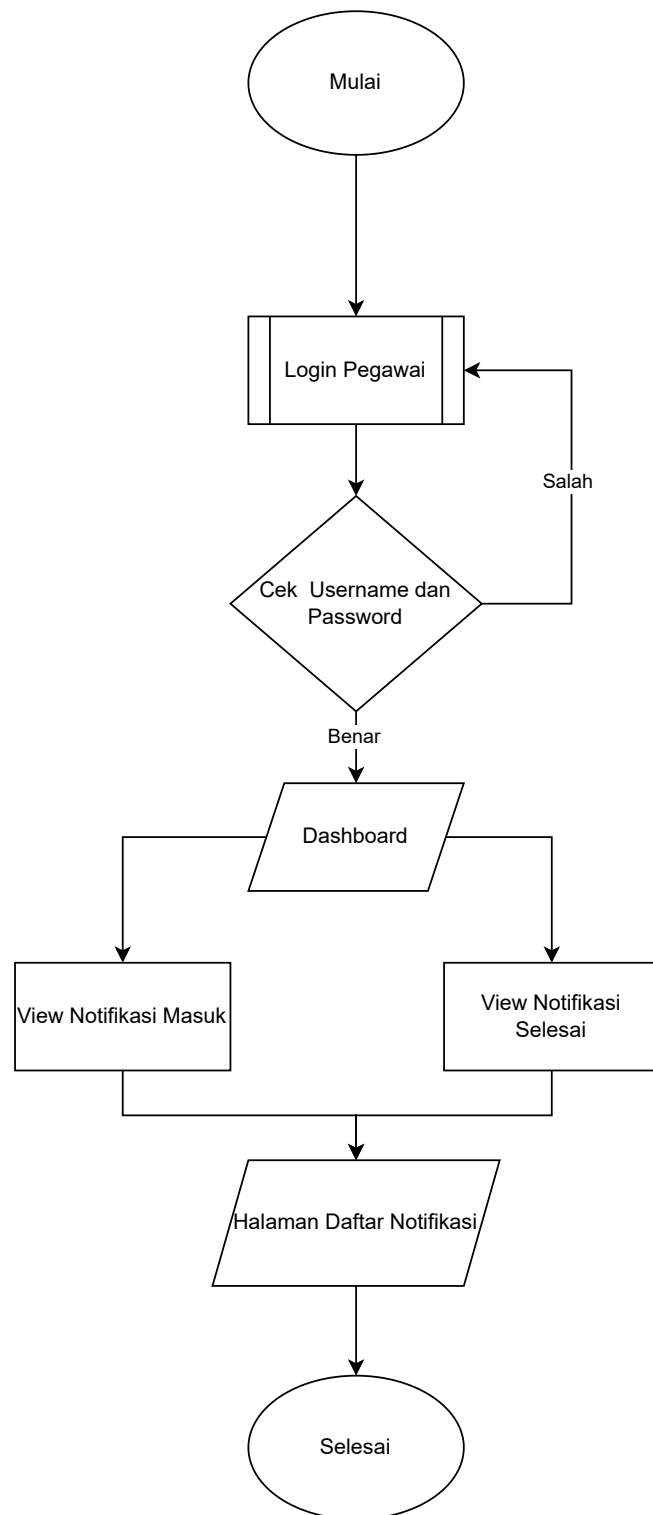 Mulai
Login Pegawai
Salah
Cek  Username dan
Password
Benar
Dashboard
View Notifikasi Masuk
View Notifikasi
Selesai
Halaman Daftar Notifikasi
Selesai